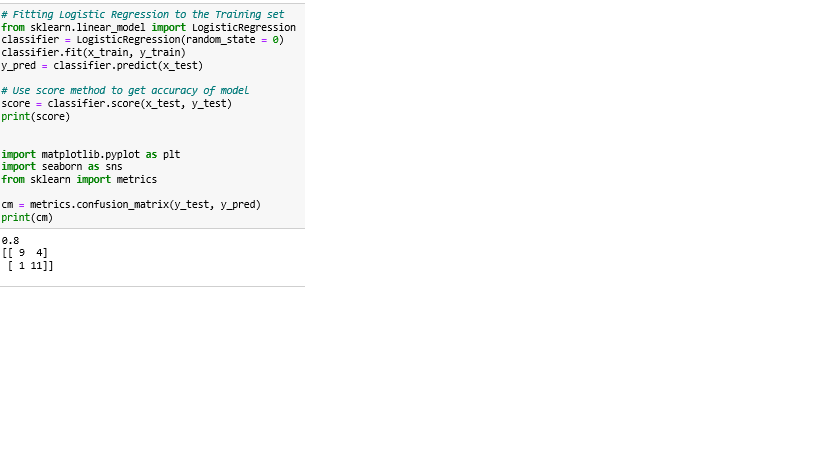 # Fitting Logistic Regression to the Training set
from sklearn.linear_model import LogisticRegression
classifier = LogisticRegression(random_state = 0)
classifier.fit(x_train, y_train)
y_pred = classifier.predict(x_test)
# Use score method to get accuracy of model
score = classifier.score(x_test, y_test)
print(score)
import matplotlib.pyplot as plt
import seaborn as sns
from sklearn import metrics
cm = metrics.confusion_matrix(y_test, y_pred)
print(cm)
0.8
[[ 9  4]
 [ 1 11]]